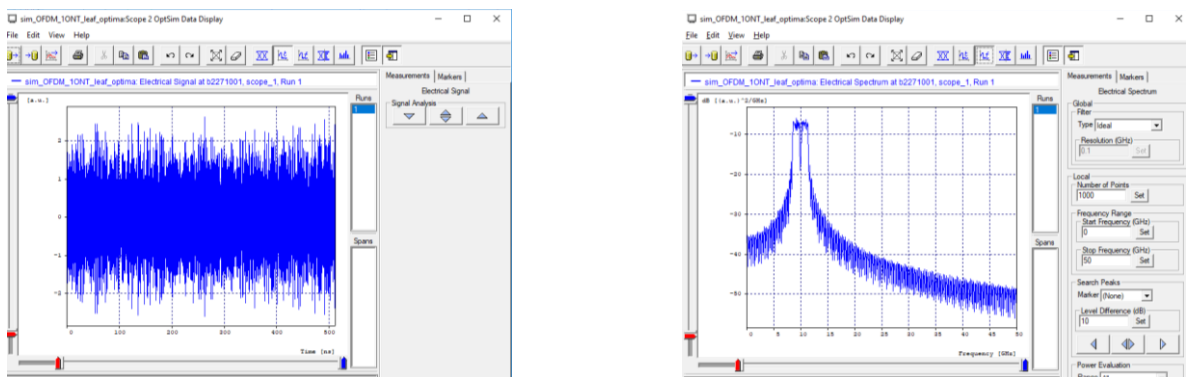 sim_OFDM_1ONT_leaf_optima:Scope 2 OptSim Data Display
File Edit View Help
sim_OFDM_1ONT_leaf_optima: Electrical Signal at b2271001, scope_1, Run 1
[a.u.]
2
1
0
-1
-2
0 100 200 300 400 500
Time [ns]
Runs
1
Spans
Measurements Markers
Electrical Signal
Signal Analysis
sim_OFDM_1ONT_leaf_optima:Scope 2 OptSim Data Display
File Edit View Help
sim_OFDM_1ONT_leaf_optima: Electrical Spectrum at b2271001, scope_1, Run 1
dB [(a.u.)^2/GHz]
-10
-20
-30
-40
-50
0 5 10 15 20 25 30 35 40 45 50
Frequency [GHz]
Runs
1
Spans
Measurements Markers
Electrical Spectrum
Global
Filter
Type Ideal
Resolution (GHz)
0.1 Set
Local
Number of Points
1000 Set
Frequency Range
Start Frequency (GHz)
0 Set
Stop Frequency (GHz)
50 Set
Search Peaks
Marker (None)
Level Difference (dB)
10 Set
Power Evaluation